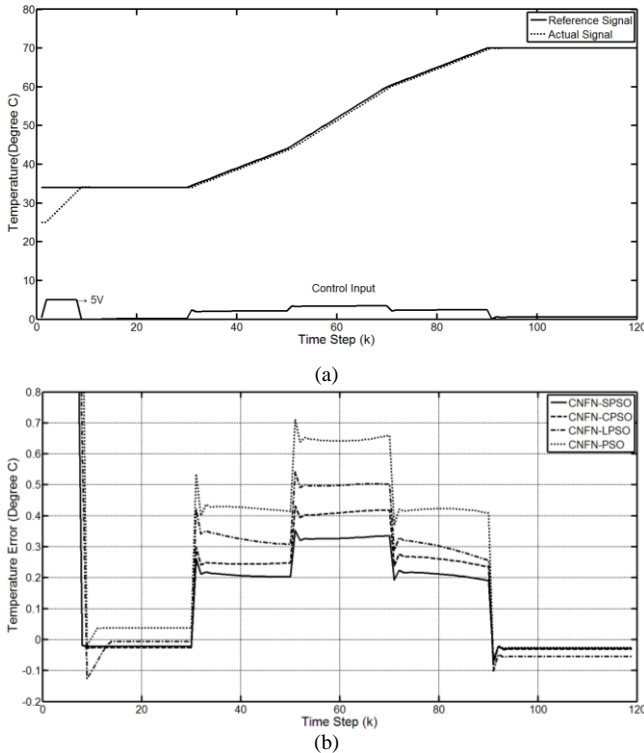 Reference Signal
Actual Signal
80
70
60
50
40
30
20
10
0
Temperature(Degree C)
→ 5V
Control Input
0
20
40
60
80
100
120
Time Step (k)
(a)
CNFN-SPSO
CNFN-CPSO
CNFN-LPSO
CNFN-PSO
0.8
0.7
0.6
0.5
0.4
0.3
0.2
0.1
0
-0.1
-0.2
Temperature Error (Degree C)
0
20
40
60
80
100
120
Time Step (k)
(b)